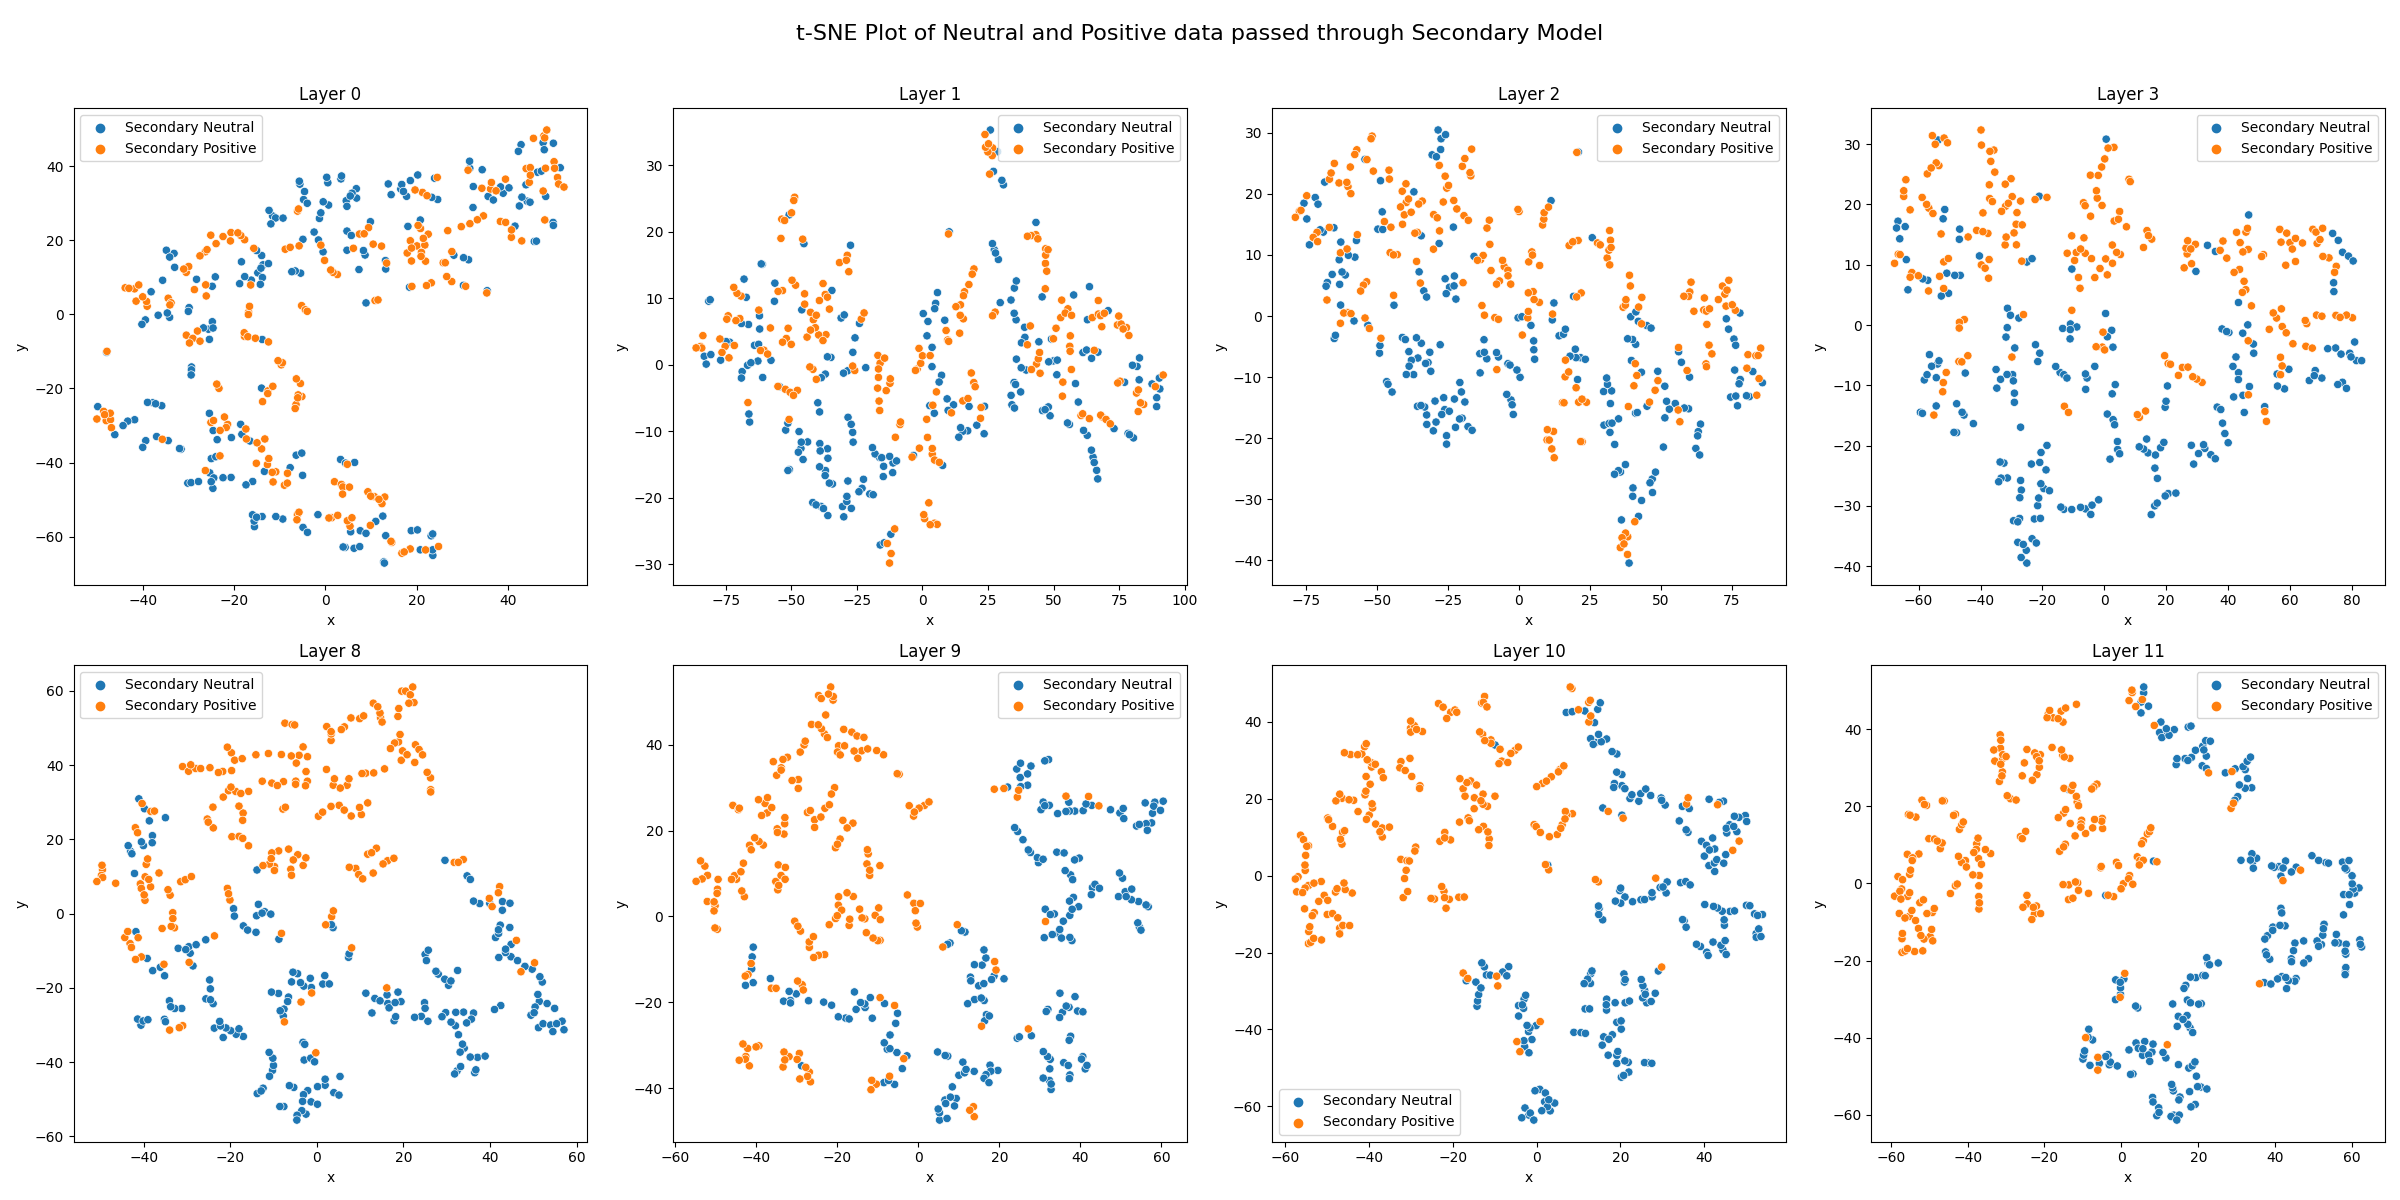 t-SNE Plot of Neutral and Positive data passed through Secondary Model
Layer 0
Secondary Neutral
Secondary Positive
y
40
20
0
−20
−40
−60
−40 −20 0 20 40
x
Layer 1
Secondary Neutral
Secondary Positive
y
30
20
10
0
−10
−20
−30
−75 −50 −25 0 25 50 75 100
x
Layer 2
Secondary Neutral
Secondary Positive
y
30
20
10
0
−10
−20
−30
−40
−75 −50 −25 0 25 50 75
x
Layer 3
Secondary Neutral
Secondary Positive
y
30
20
10
0
−10
−20
−30
−40
−60 −40 −20 0 20 40 60 80
x
Layer 8
Secondary Neutral
Secondary Positive
y
60
40
20
0
−20
−40
−60
−40 −20 0 20 40 60
x
Layer 9
Secondary Neutral
Secondary Positive
y
40
20
0
−20
−40
−60 −40 −20 0 20 40 60
x
Layer 10
y
40
20
0
−20
−40
−60
Secondary Neutral
Secondary Positive
−60 −40 −20 0 20 40
x
Layer 11
Secondary Neutral
Secondary Positive
y
40
20
0
−20
−40
−60
−60 −40 −20 0 20 40 60
x